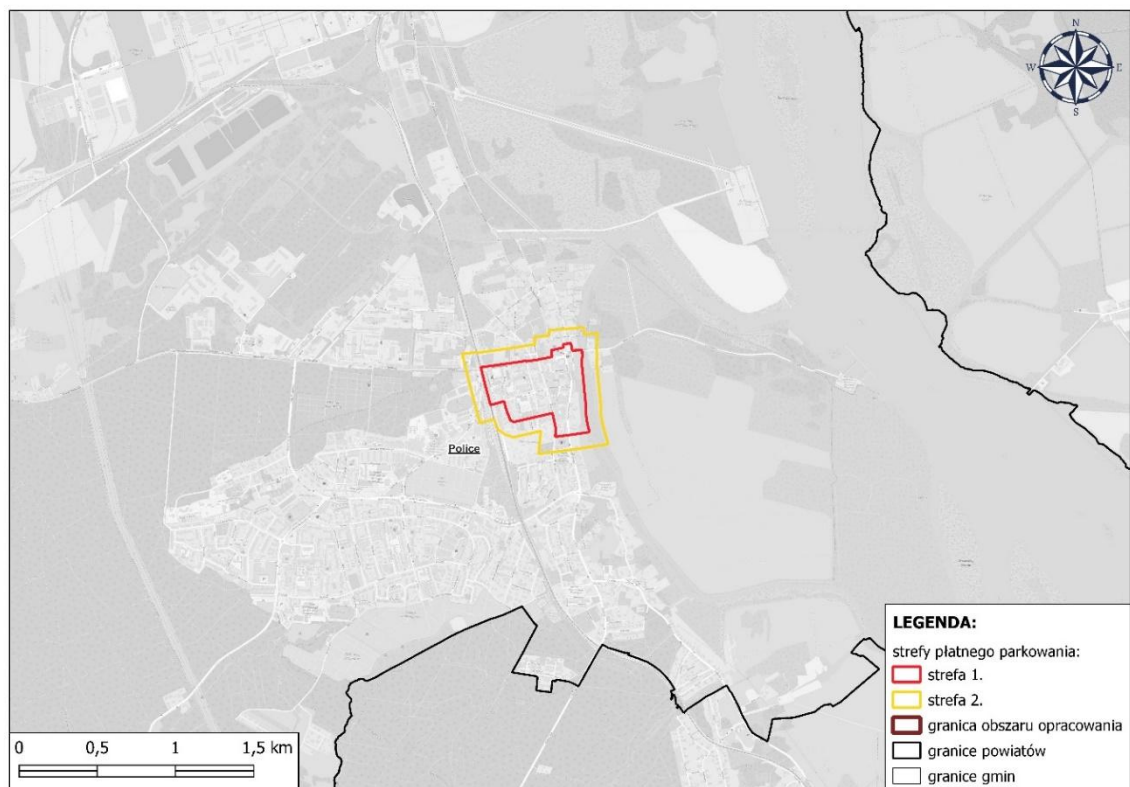 N
W E
S
Police
LEGENDA:
strefy płatnego parkowania:
strefa 1.
strefa 2.
granica obszaru opracowania
granice powiatów
granice gmin
0 0,5 1 1,5 km